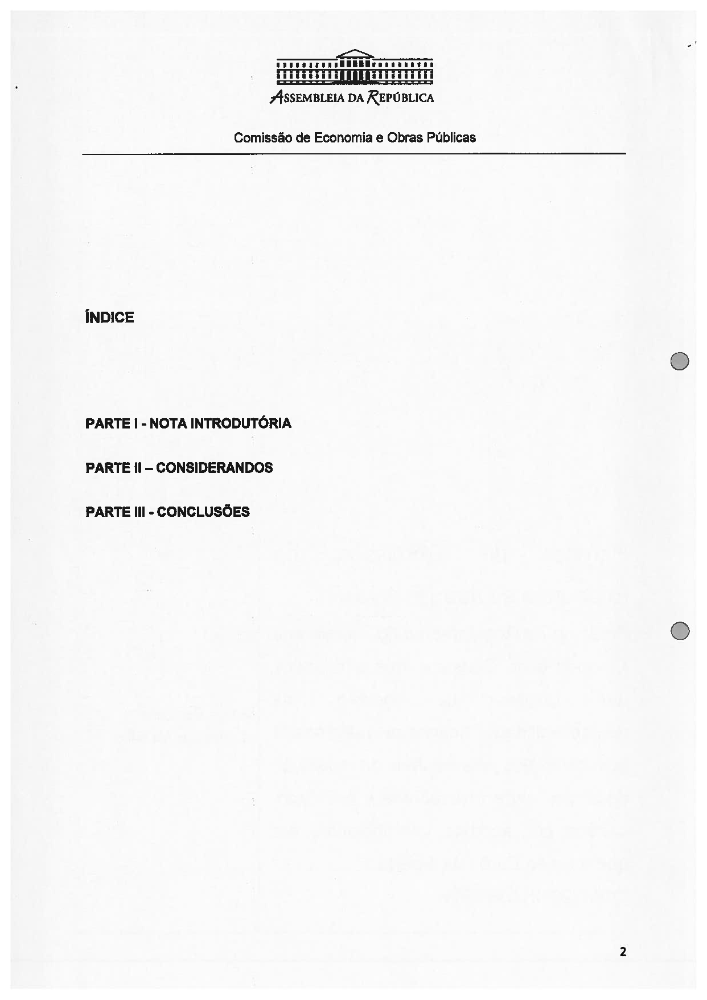 ASSEMBLEIA DA REPÚBLICA
Comissão de Economia e Obras Públicas
ÍNDICE
PARTE I - NOTA INTRODUTÓRIA
PARTE II – CONSIDERANDOS
PARTE III - CONCLUSÕES
2